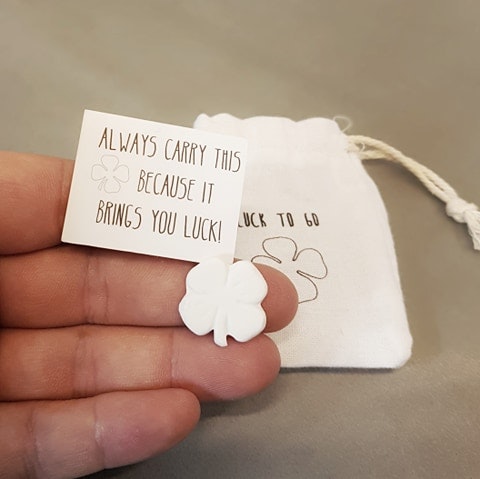 ALWAYS CARRY THIS
BECAUSE IT
BRINGS YOU LUCK!
LUCK TO GO